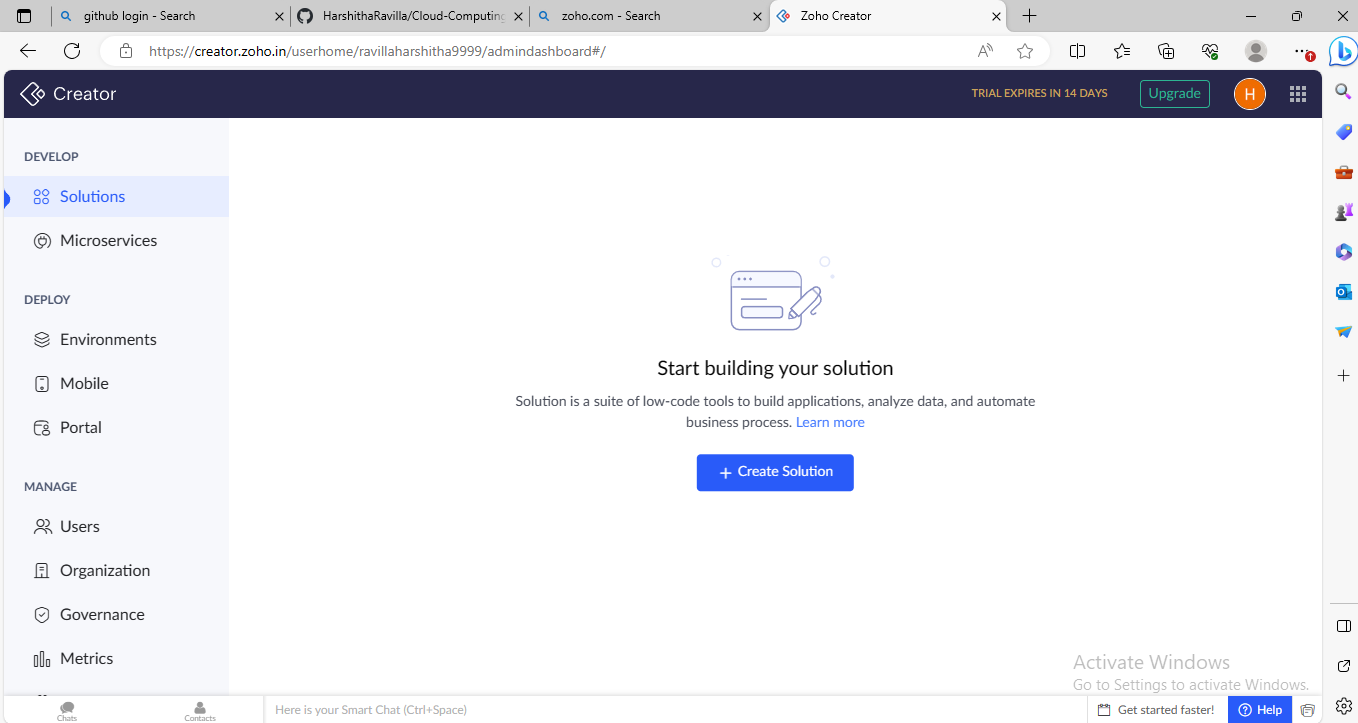 github login - Search
HarshithaRavilla/Cloud-Computing
zoho.com - Search
Zoho Creator
https://creator.zoho.in/userhome/ravillaharshitha9999/admindashboard#/
Creator
TRIAL EXPIRES IN 14 DAYS
Upgrade
H
DEVELOP
Solutions
Microservices
DEPLOY
Environments
Mobile
Portal
MANAGE
Users
Organization
Governance
Metrics
Start building your solution
Solution is a suite of low-code tools to build applications, analyze data, and automate
business process. Learn more
+ Create Solution
Activate Windows
Go to Settings to activate Windows.
Chats
Contacts
Here is your Smart Chat (Ctrl+Space)
Get started faster!
Help